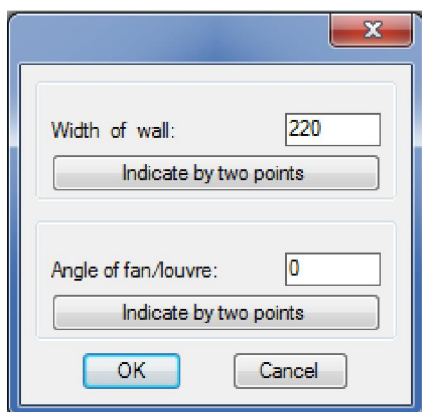 Width of wall: 220
Indicate by two points
Angle of fan/louvre: 0
Indicate by two points
OK Cancel